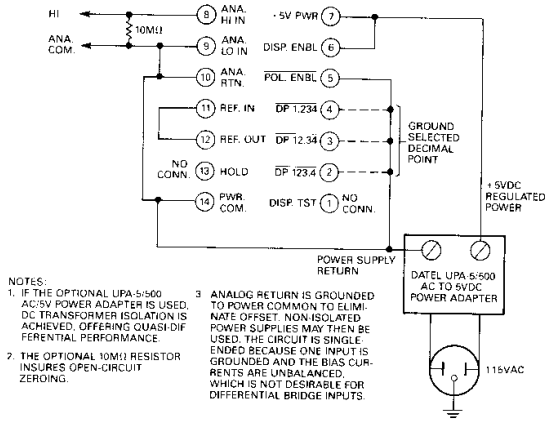 HI
ANA.
COM.
10MΩ
8 ANA. HI IN
9 ANA. LO IN
10 ANA. RTN.
11 REF. IN
12 REF. OUT
NO CONN. 13 HOLD
14 PWR. COM.
+5V PWR 7
DISP. ENBL 6
POL. ENBL 5
DP 1.234 4
DP 12.34 3
DP 123.4 2
DISP. TST 1 NO CONN.
GROUND
SELECTED
DECIMAL
POINT
+5VDC
REGULATED
POWER
POWER SUPPLY
RETURN
DATEL UPA-5/500
AC TO 5VDC
POWER ADAPTER
115VAC
NOTES:
1. IF THE OPTIONAL UPA-5/500
AC/5V POWER ADAPTER IS USED,
DC TRANSFORMER ISOLATION IS
ACHIEVED, OFFERING QUASI-DIF
FERENTIAL PERFORMANCE.
2. THE OPTIONAL 10MΩ RESISTOR
INSURES OPEN-CIRCUIT
ZEROING.
3 ANALOG RETURN IS GROUNDED
TO POWER COMMON TO ELIMI-
NATE OFFSET. NON-ISOLATED
POWER SUPPLIES MAY THEN BE
USED. THE CIRCUIT IS SINGLE-
ENDED BECAUSE ONE INPUT IS
GROUNDED AND THE BIAS CUR-
RENTS ARE UNBALANCED,
WHICH IS NOT DESIRABLE FOR
DIFFERENTIAL BRIDGE INPUTS.